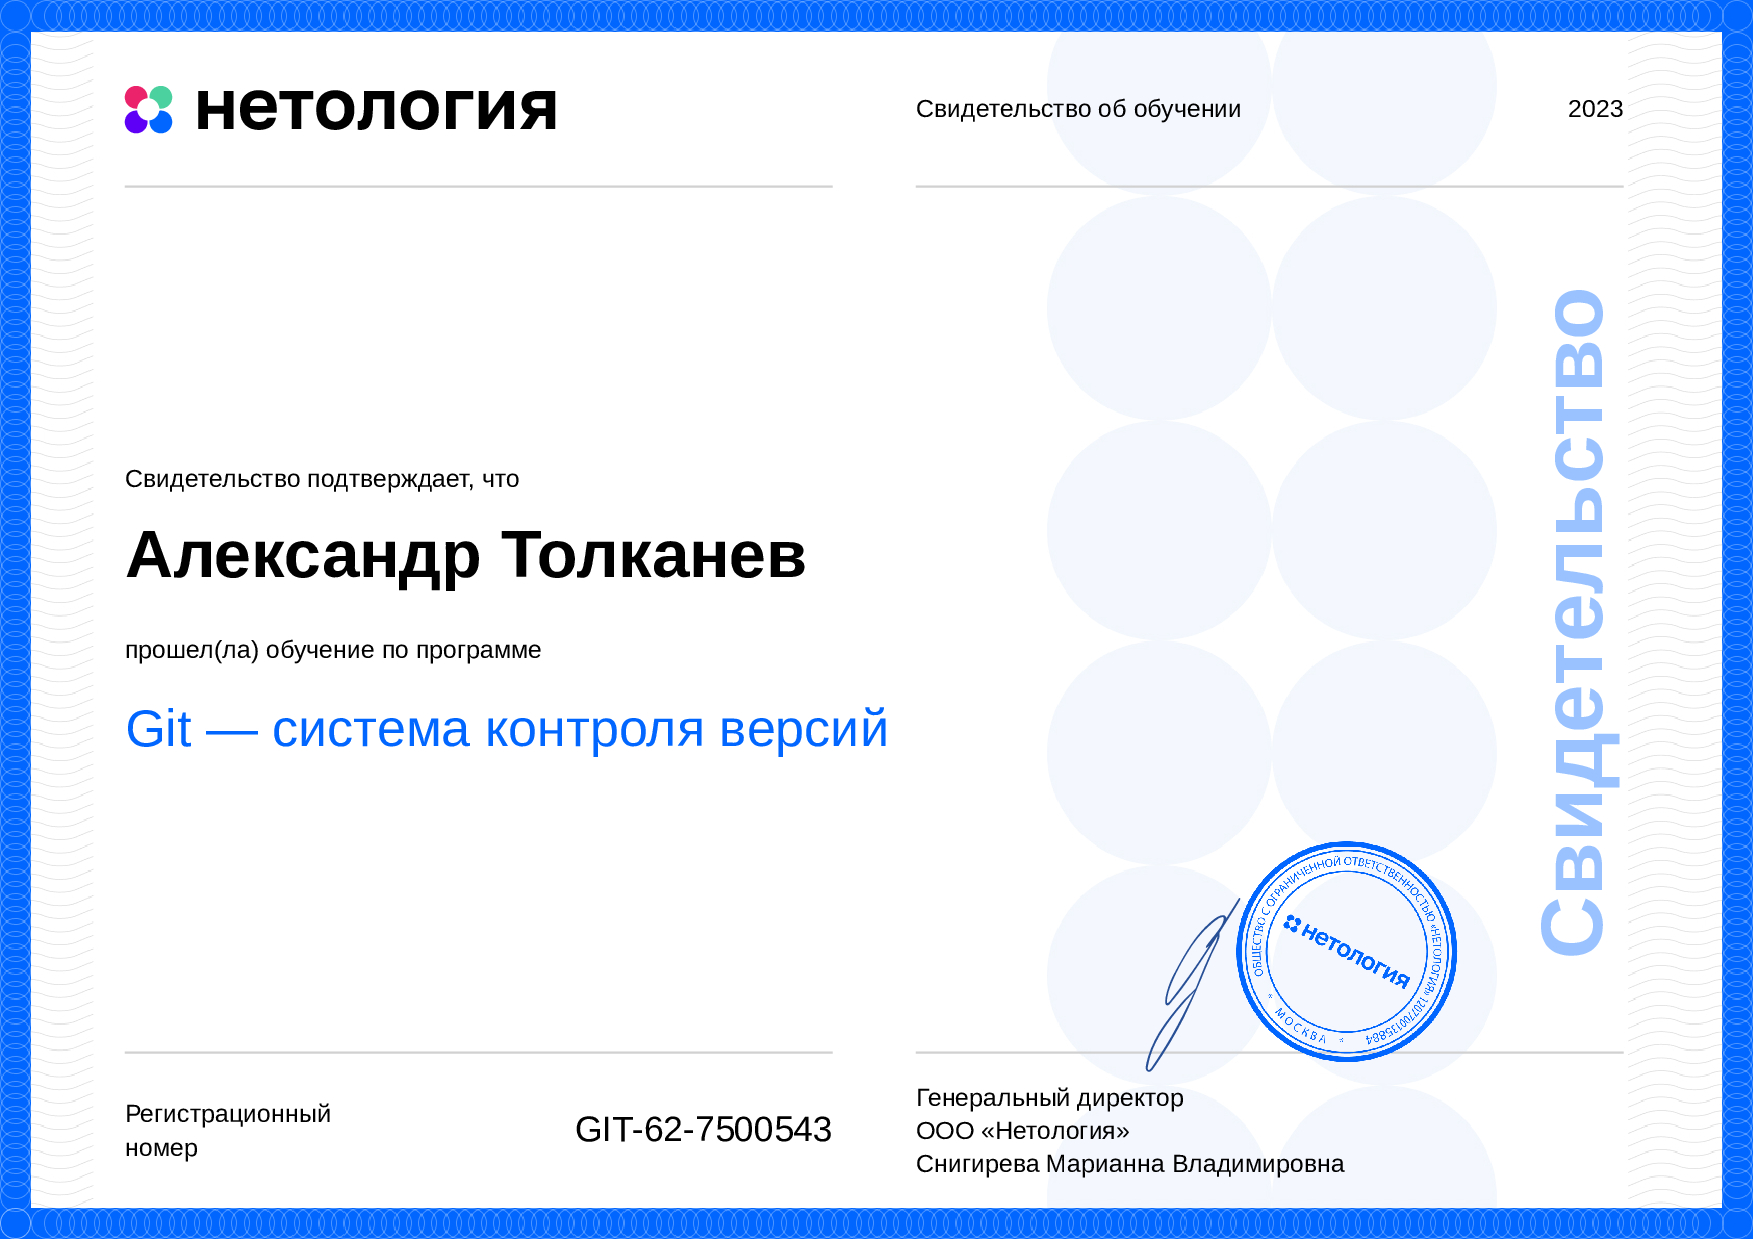 нетология
Свидетельство об обучении
2023
Свидетельство подтверждает, что
Александр Толканев
прошел(ла) обучение по программе
Git — система контроля версий
Свидетельство
ОБЩЕСТВО С ОГРАНИЧЕННОЙ ОТВЕТСТВЕННОСТЬЮ «НЕТОЛОГИЯ» 1207700135884
* МОСКВА *
нетология
Регистрационный
номер
GIT-62-7500543
Генеральный директор
ООО «Нетология»
Снигирева Марианна Владимировна